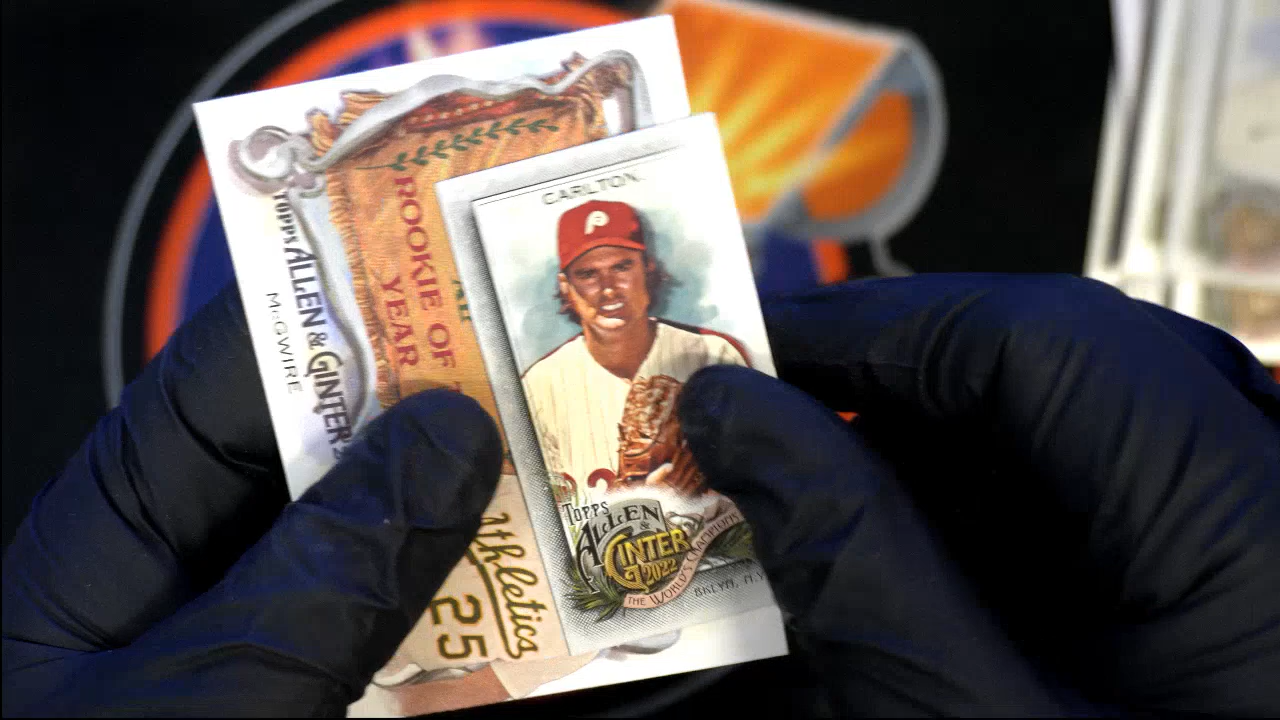 CARLTON.
P
TOPPS
ALLEN
&
GINTER
2022
THE WORLD'S CHAMPIONS
BKLYN, N.Y.
TOPPS ALLEN & GINTER
McGWIRE
ROOKIE OF
YEAR
Athletics
25